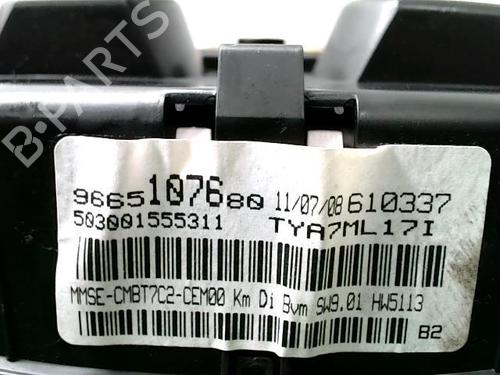 9665107680 11/07/08 610337
503001555311 TYA7ML17I
MMSE-CMBT7C2-CEM00 Km Di Bvm SW9.01 HW5113
B2
B-PARTS